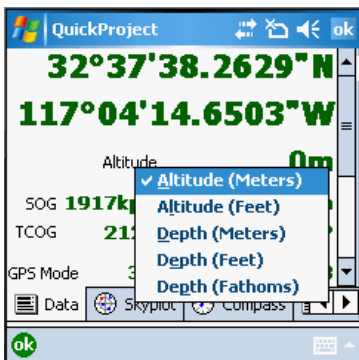 QuickProject ok
32°37'38.2629"N
117°04'14.6503"W
Altitude 0m
✓ Altitude (Meters)
SOG 1917k
Altitude (Feet)
TCOG 21
Depth (Meters)
Depth (Feet)
GPS Mode 3
Depth (Fathoms)
Data Skyplot Compass
ok